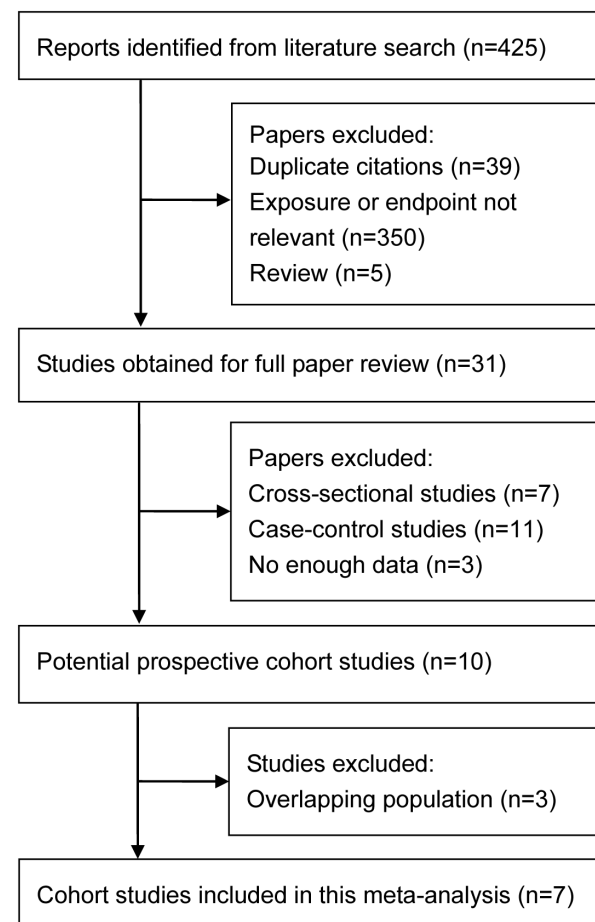 Reports identified from literature search (n=425)
Papers excluded:
Duplicate citations (n=39)
Exposure or endpoint not
relevant (n=350)
Review (n=5)
Studies obtained for full paper review (n=31)
Papers excluded:
Cross-sectional studies (n=7)
Case-control studies (n=11)
No enough data (n=3)
Potential prospective cohort studies (n=10)
Studies excluded:
Overlapping population (n=3)
Cohort studies included in this meta-analysis (n=7)